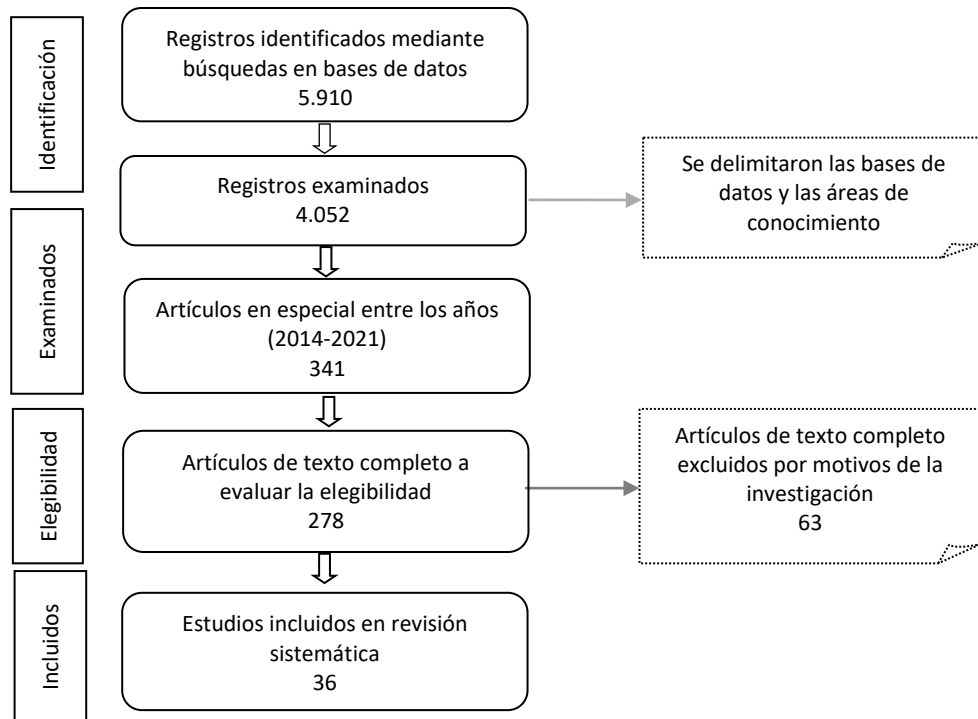 Identificación
Registros identificados mediante
búsquedas en bases de datos
5.910
Registros examinados
4.052
Se delimitaron las bases de
datos y las áreas de
conocimiento
Examinados
Artículos en especial entre los años
(2014-2021)
341
Elegibilidad
Artículos de texto completo a
evaluar la elegibilidad
278
Artículos de texto completo
excluidos por motivos de la
investigación
63
Incluidos
Estudios incluidos en revisión
sistemática
36